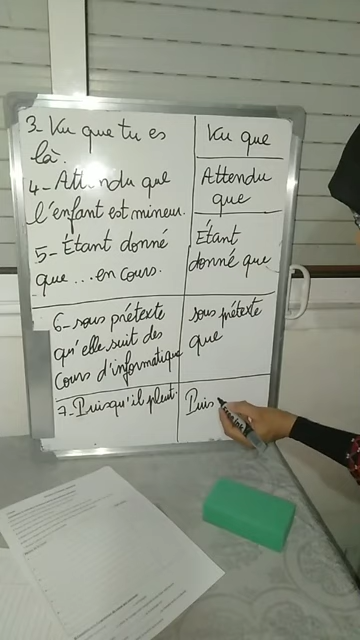 3- Vu que tu es
là.
Vu que
4- Attendu que
l'enfant est mineur.
Attendu
que
5- Étant donné
que ... en cours.
Étant
donné que
6- sous prétexte
qu'elle suit des
Cours d'informatique
sous prétexte
que
7- Puisqu'il pleut.
Puis